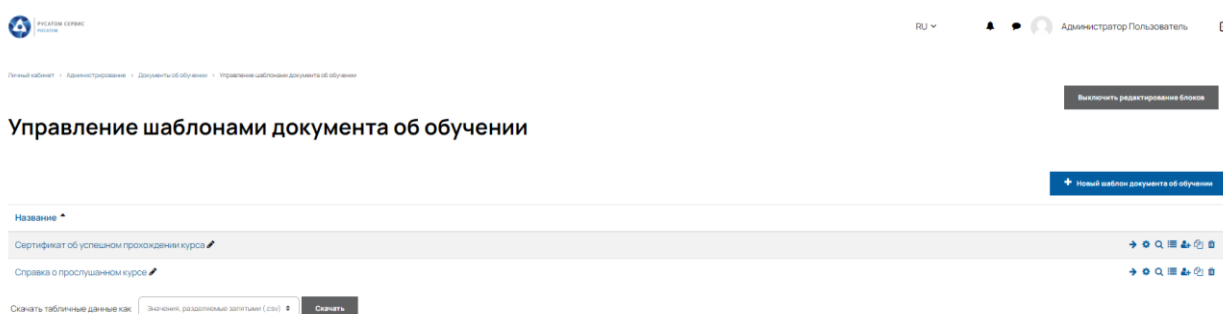 РУСАТОМ СЕРВИС
РОСАТОМ
RU
Администратор Пользователь
Личный кабинет › Администрирование › Документы об обучении › Управление шаблонами документа об обучении
Выключить редактирование блоков
Управление шаблонами документа об обучении
+ Новый шаблон документа об обучении
Название
Сертификат об успешном прохождении курса
Справка о прослушанном курсе
Скачать табличные данные как Значения, разделяемые запятыми (.csv) Скачать